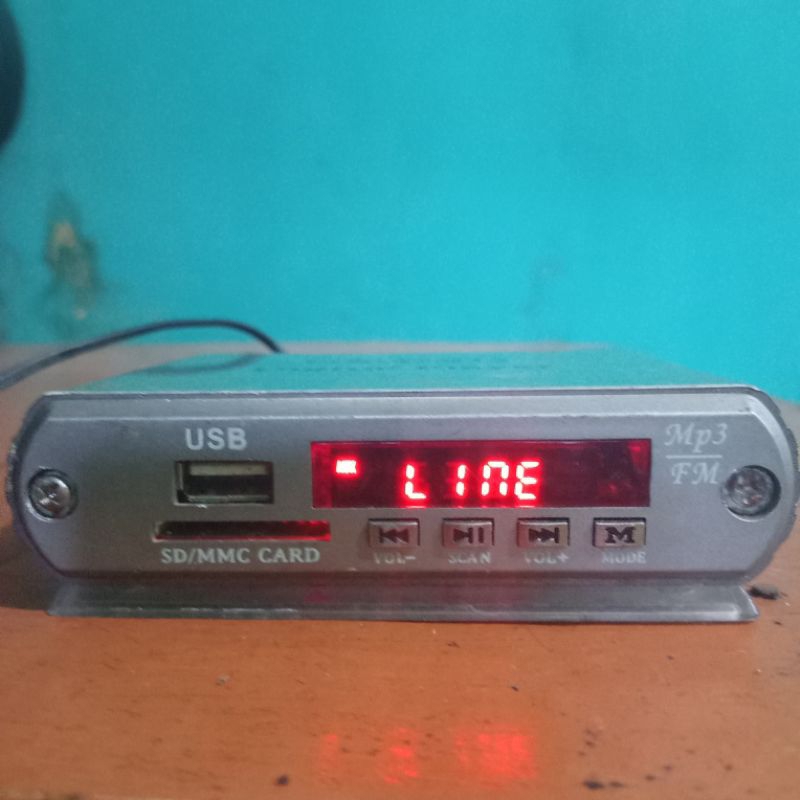 USB
LINE
Mp3
FM
SD/MMC CARD
VOL-
SCAN
VOL+
M
MODE